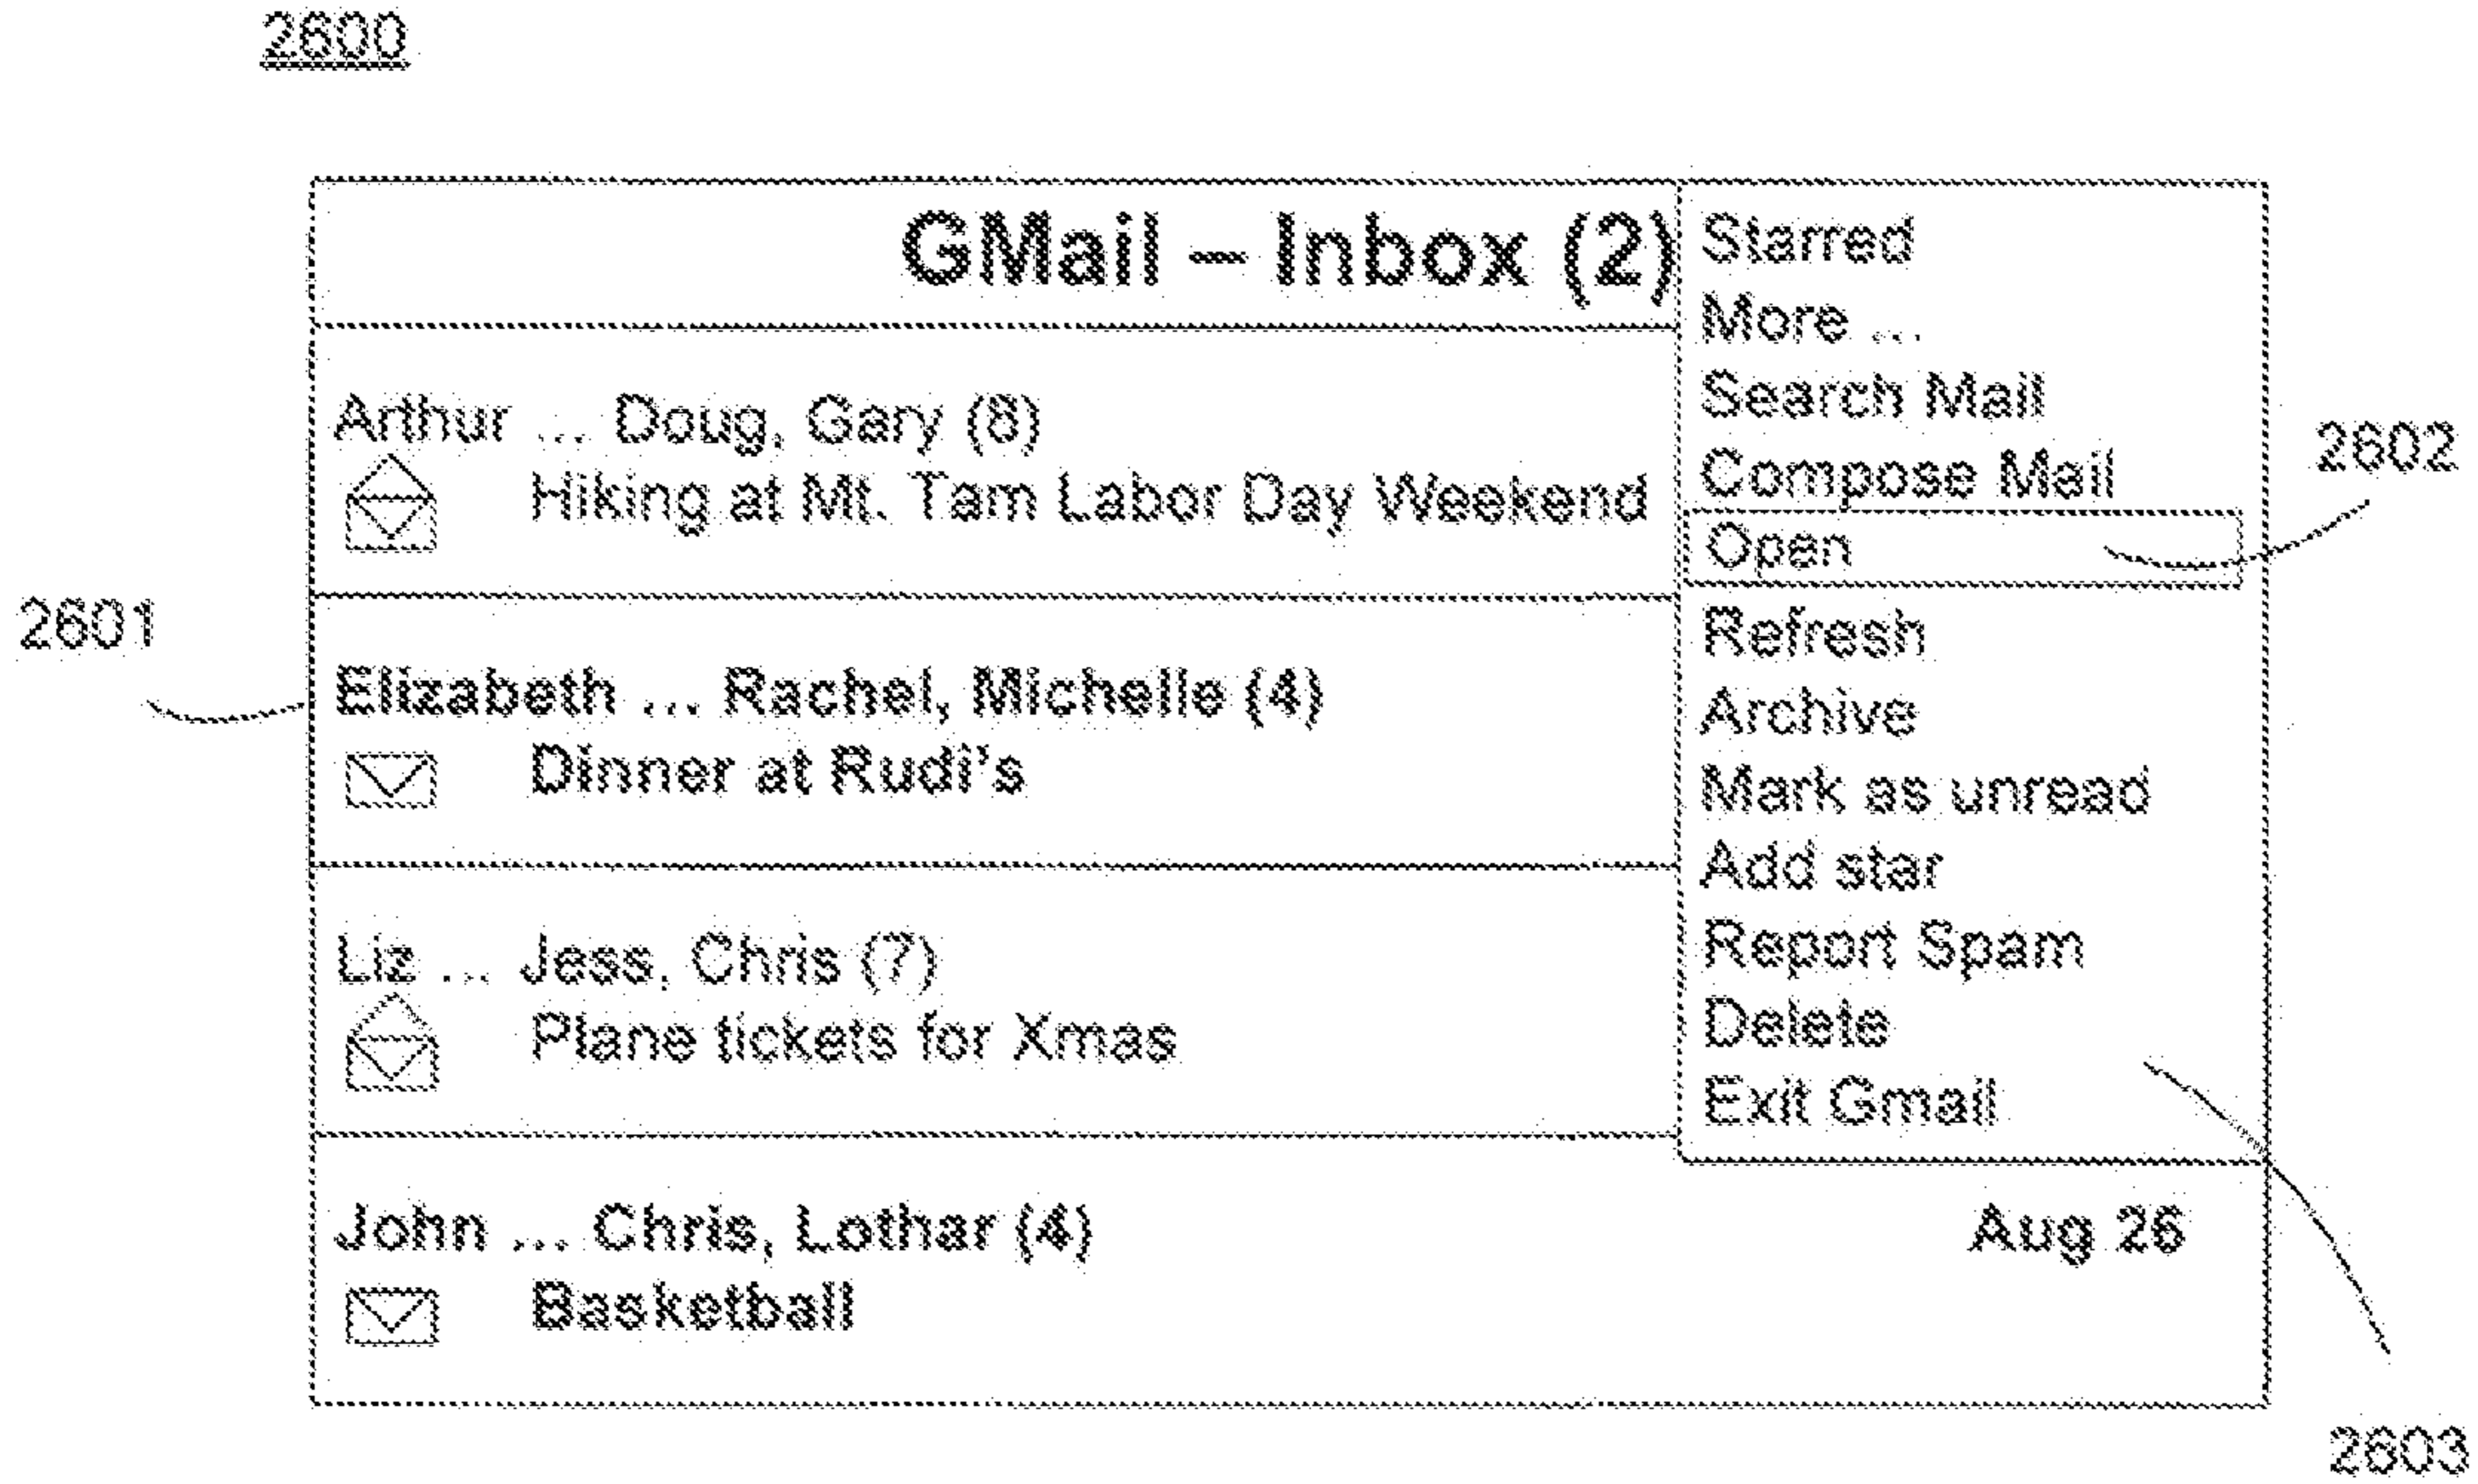 2600
GMail – Inbox (2)
Arthur ... Doug, Gary (8)
Hiking at Mt. Tam Labor Day Weekend
Elizabeth ... Rachel, Michelle (4)
Dinner at Rudi's
Liz ... Jess, Chris (7)
Plane tickets for Xmas
John ... Chris, Lothar (4)
Aug 26
Basketball
Starred
More ...
Search Mail
Compose Mail
Open
Refresh
Archive
Mark as unread
Add star
Report Spam
Delete
Exit Gmail
2601
2602
2603